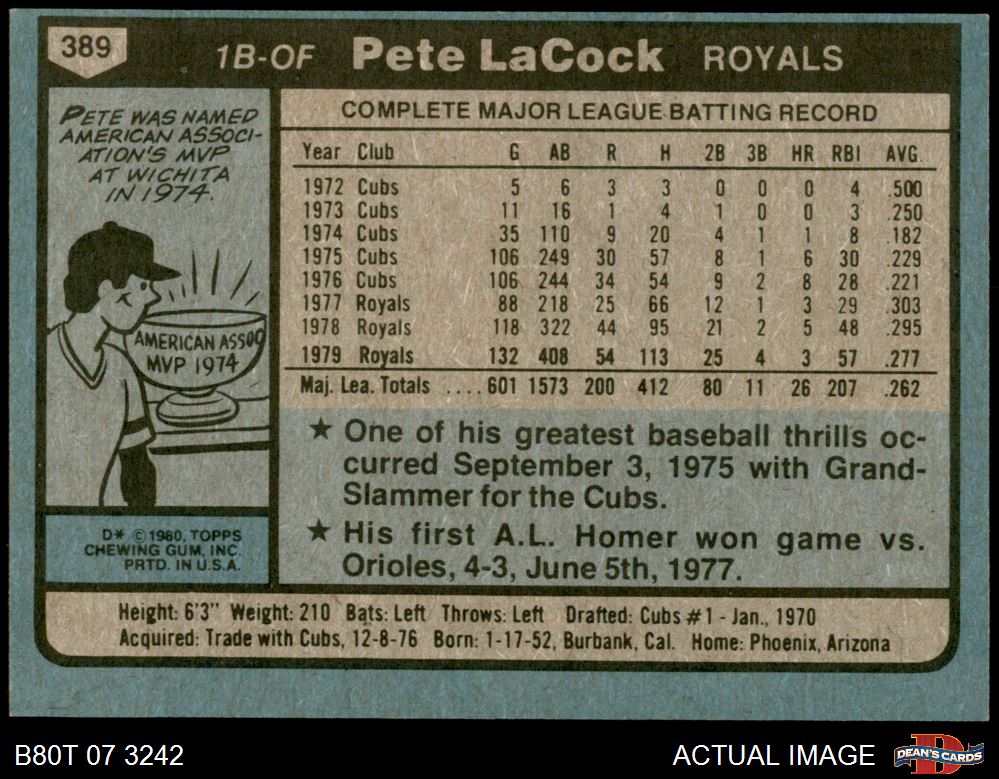 389
1B-OF Pete LaCock ROYALS
PETE WAS NAMED
AMERICAN ASSOCI-
ATION'S MVP
AT WICHITA
IN 1974.
AMERICAN ASSOC
MVP 1974
D* ©1980, TOPPS
CHEWING GUM, INC.
PRTD. IN U.S.A.
COMPLETE MAJOR LEAGUE BATTING RECORD
Year Club G AB R H 2B 3B HR RBI AVG.
1972 Cubs 5 6 3 3 0 0 0 4 .500
1973 Cubs 11 16 1 4 1 0 0 3 .250
1974 Cubs 35 110 9 20 4 1 1 8 .182
1975 Cubs 106 249 30 57 8 1 6 30 .229
1976 Cubs 106 244 34 54 9 2 8 28 .221
1977 Royals 88 218 25 66 12 1 3 29 .303
1978 Royals 118 322 44 95 21 2 5 48 .295
1979 Royals 132 408 54 113 25 4 3 57 .277
Maj. Lea. Totals ....601 1573 200 412 80 11 26 207 .262
★ One of his greatest baseball thrills oc-
curred September 3, 1975 with Grand-
Slammer for the Cubs.
★ His first A.L. Homer won game vs.
Orioles, 4-3, June 5th, 1977.
Height: 6'3" Weight: 210 Bats: Left Throws: Left Drafted: Cubs #1 - Jan., 1970
Acquired: Trade with Cubs, 12-8-76 Born: 1-17-52, Burbank, Cal. Home: Phoenix, Arizona
B80T 07 3242
ACTUAL IMAGE
D
DEAN'S CARDS